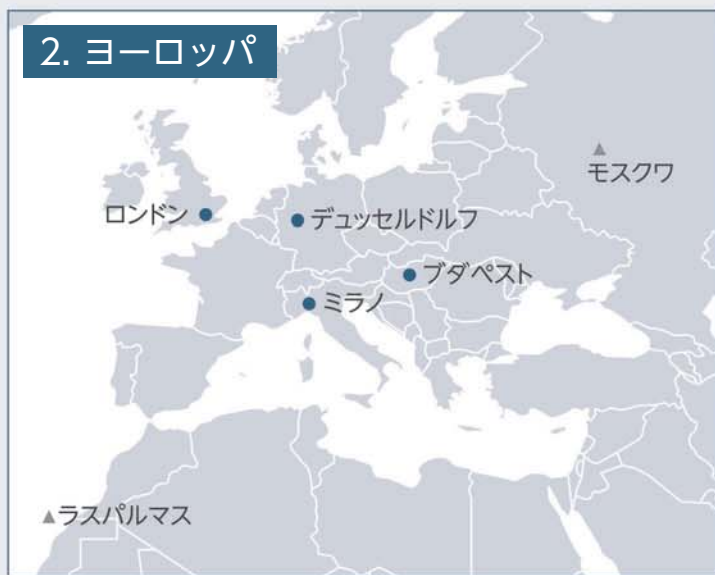 2. ヨーロッパ
モスクワ
ロンドン
デュッセルドルフ
ブダペスト
ミラノ
ラスパルマス